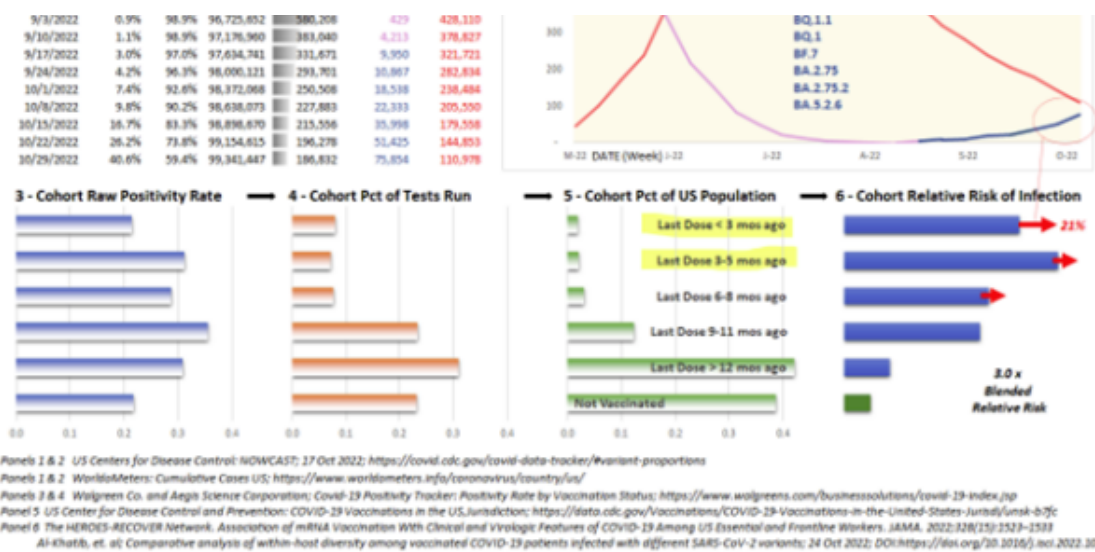 9/3/2022 0.9% 98.9% 96,725,652 580,208 429 428,110
9/10/2022 1.1% 98.9% 97,176,960 383,040 4,213 378,827
9/17/2022 3.0% 97.0% 97,634,741 331,671 9,950 321,721
9/24/2022 4.2% 96.3% 98,000,121 293,701 10,867 282,834
10/1/2022 7.4% 92.6% 98,372,068 250,508 18,538 238,484
10/8/2022 9.8% 90.2% 98,638,073 227,883 22,333 205,550
10/15/2022 16.7% 83.3% 98,898,670 215,556 35,998 179,558
10/22/2022 26.2% 73.8% 99,154,615 196,278 51,425 144,853
10/29/2022 40.6% 59.4% 99,341,447 186,832 75,854 110,978
300
200
100
-
BQ.1.1
BQ.1
BF.7
BA.2.75
BA.2.75.2
BA.5.2.6
M-22 DATE (Week) J-22 J-22 A-22 S-22 O-22
3 - Cohort Raw Positivity Rate
4 - Cohort Pct of Tests Run
5 - Cohort Pct of US Population
6 - Cohort Relative Risk of Infection
Last Dose < 3 mos ago
21%
Last Dose 3-5 mos ago
Last Dose 6-8 mos ago
Last Dose 9-11 mos ago
Last Dose > 12 mos ago
Not Vaccinated
3.0 x
Blended
Relative Risk
0.0 0.1 0.2 0.3 0.4
0.0 0.1 0.2 0.3 0.4
0.0 0.1 0.2 0.3 0.4
Panels 1 & 2 US Centers for Disease Control: NOWCAST; 17 Oct 2022; https://covid.cdc.gov/covid-data-tracker/#variant-proportions
Panels 1 & 2 WorldoMeters: Cumulative Cases US; https://www.worldometers.info/coronavirus/country/us/
Panels 3 & 4 Walgreen Co. and Aegis Science Corporation; Covid-19 Positivity Tracker: Positivity Rate by Vaccination Status; https://www.walgreens.com/businesssolutions/covid-19-index.jsp
Panel 5 US Center for Disease Control and Prevention: COVID-19 Vaccinations in the US,Jurisdiction; https://data.cdc.gov/Vaccinations/COVID-19-Vaccinations-in-the-United-States-Jurisdi/unsk-b7fc
Panel 6 The HEROES-RECOVER Network. Association of mRNA Vaccination With Clinical and Virologic Features of COVID-19 Among US Essential and Frontline Workers. JAMA. 2022;328(15):1523–1533
Al-Khatib, et. al; Comparative analysis of within-host diversity among vaccinated COVID-19 patients infected with different SARS-CoV-2 variants; 24 Oct 2022; DOI:https://doi.org/10.1016/j.isci.2022.10